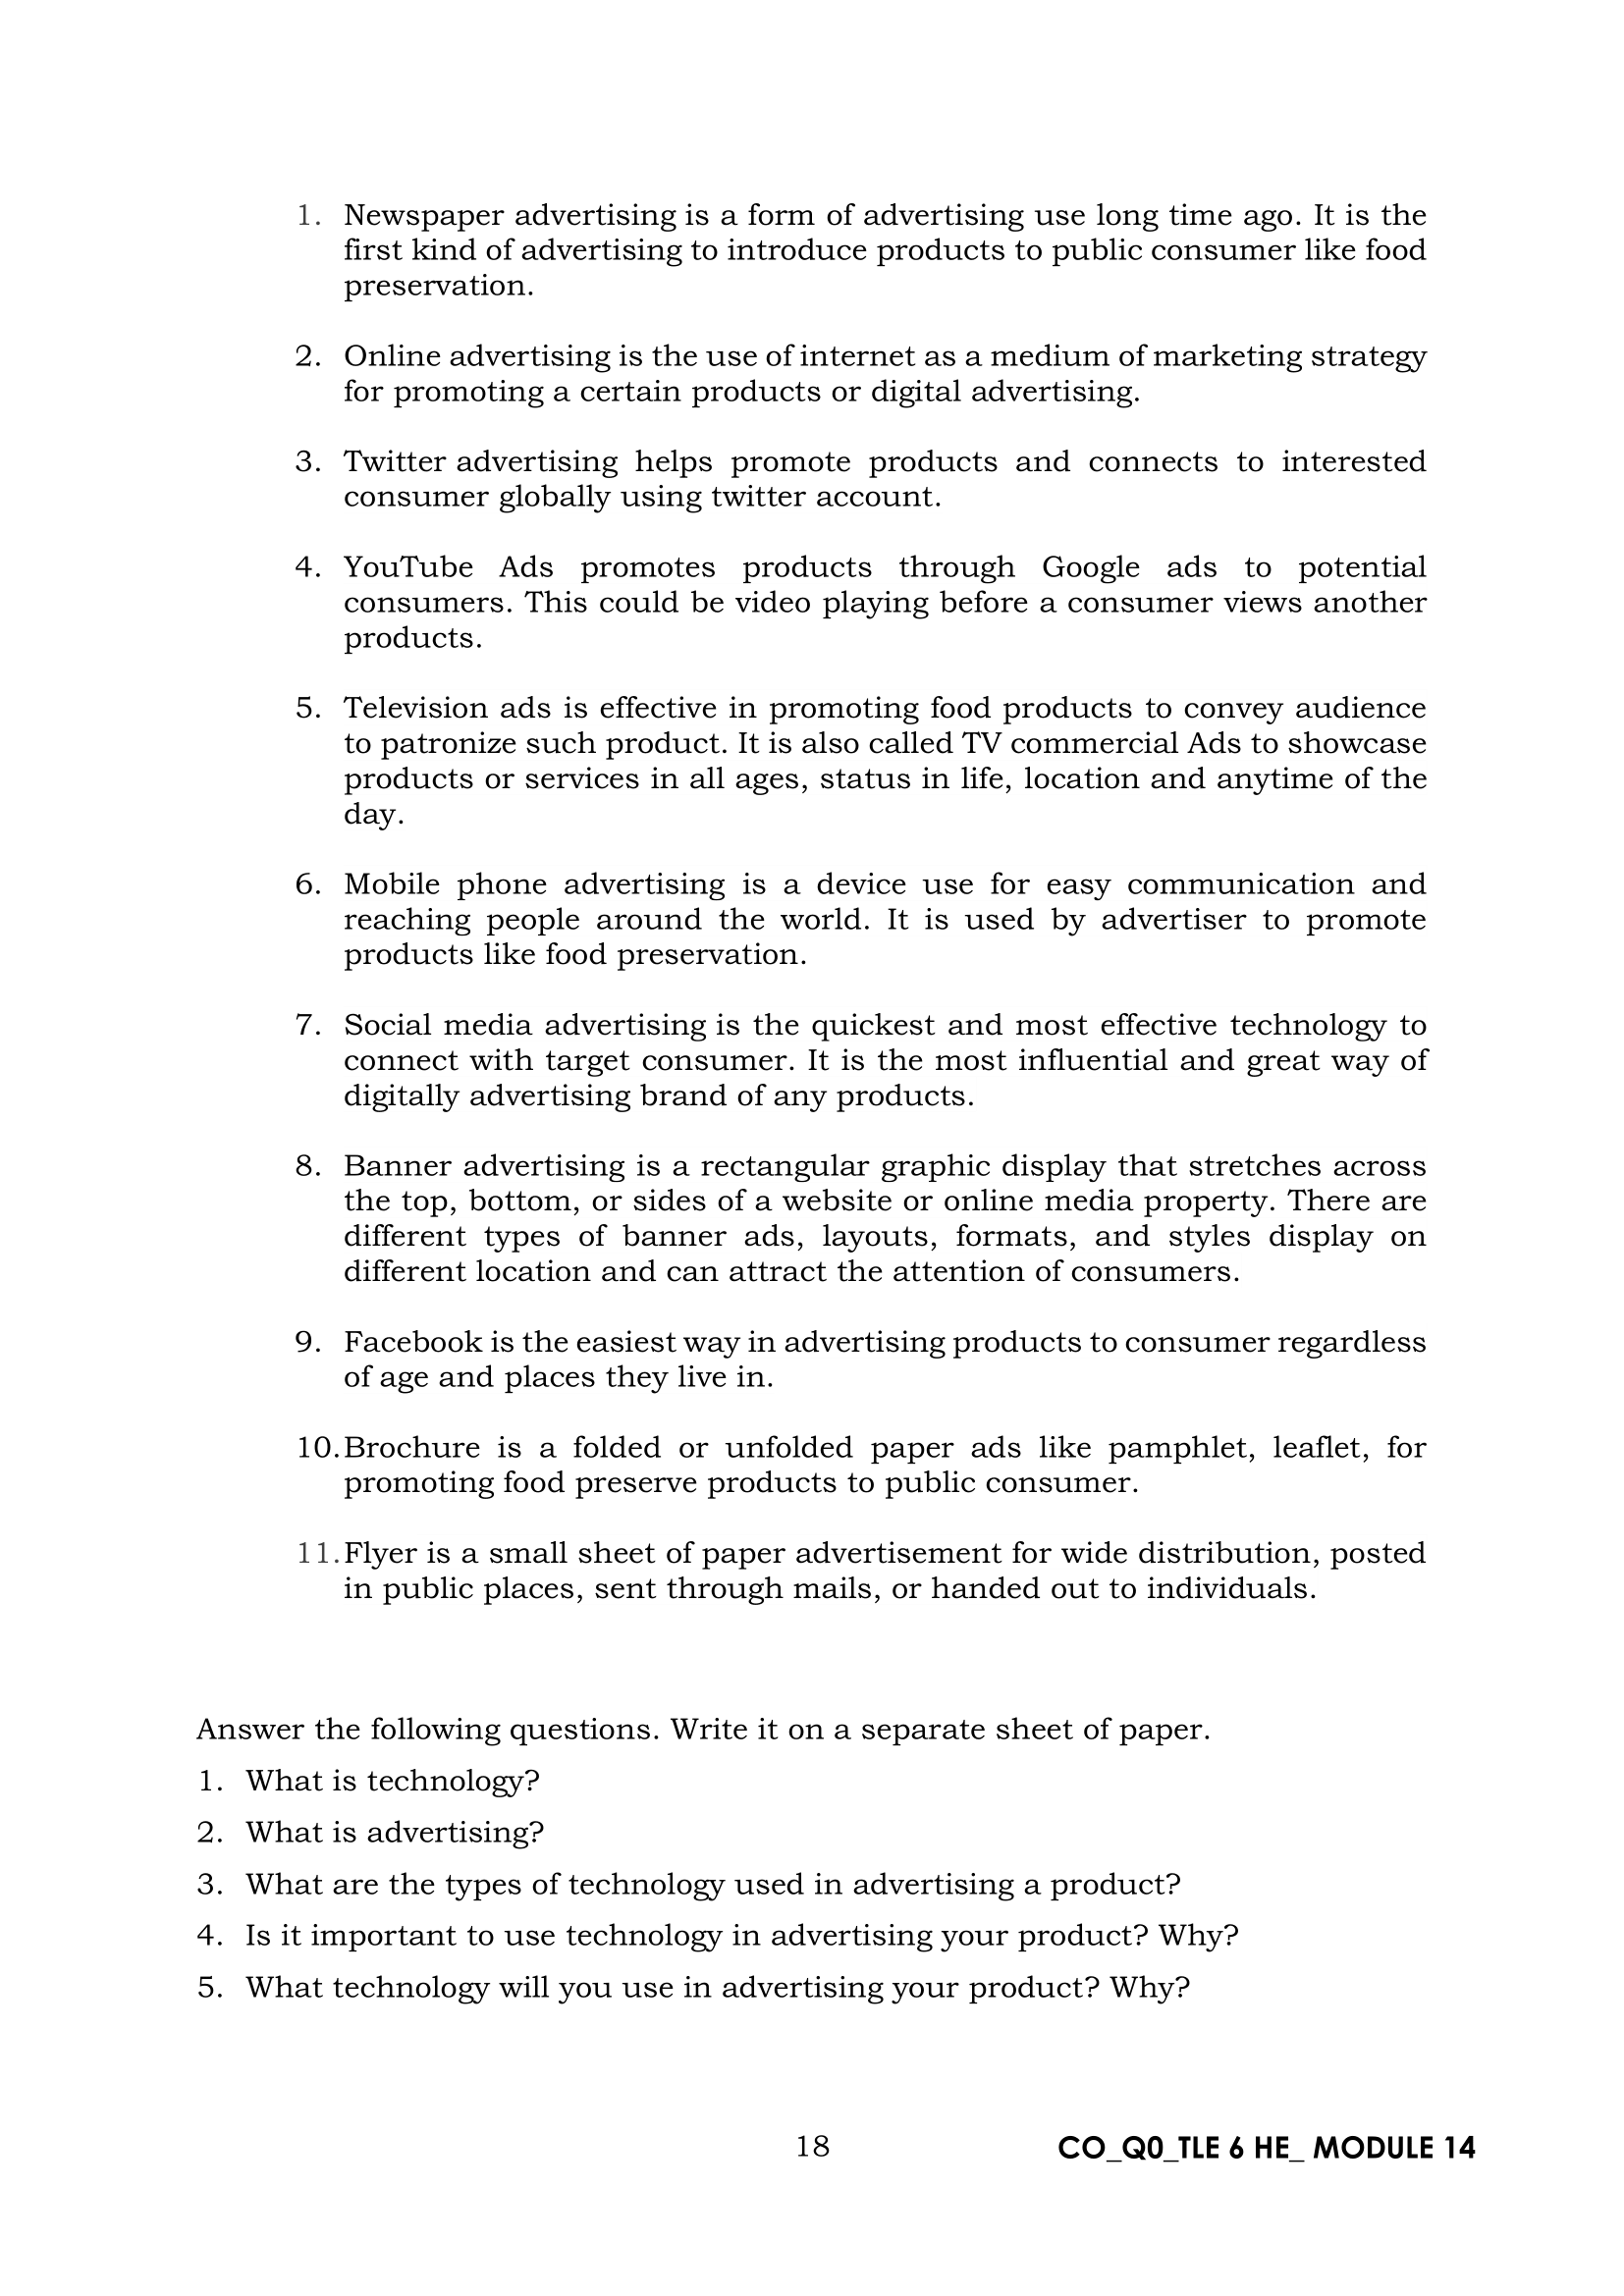 1. Newspaper advertising is a form of advertising use long time ago. It is the
first kind of advertising to introduce products to public consumer like food
preservation.
2. Online advertising is the use of internet as a medium of marketing strategy
for promoting a certain products or digital advertising.
3. Twitter advertising helps promote products and connects to interested
consumer globally using twitter account.
4. YouTube Ads promotes products through Google ads to potential
consumers. This could be video playing before a consumer views another
products.
5. Television ads is effective in promoting food products to convey audience
to patronize such product. It is also called TV commercial Ads to showcase
products or services in all ages, status in life, location and anytime of the
day.
6. Mobile phone advertising is a device use for easy communication and
reaching people around the world. It is used by advertiser to promote
products like food preservation.
7. Social media advertising is the quickest and most effective technology to
connect with target consumer. It is the most influential and great way of
digitally advertising brand of any products.
8. Banner advertising is a rectangular graphic display that stretches across
the top, bottom, or sides of a website or online media property. There are
different types of banner ads, layouts, formats, and styles display on
different location and can attract the attention of consumers.
9. Facebook is the easiest way in advertising products to consumer regardless
of age and places they live in.
10. Brochure is a folded or unfolded paper ads like pamphlet, leaflet, for
promoting food preserve products to public consumer.
11. Flyer is a small sheet of paper advertisement for wide distribution, posted
in public places, sent through mails, or handed out to individuals.
Answer the following questions. Write it on a separate sheet of paper.
1. What is technology?
2. What is advertising?
3. What are the types of technology used in advertising a product?
4. Is it important to use technology in advertising your product? Why?
5. What technology will you use in advertising your product? Why?
18 CO_Q0_TLE 6 HE_ MODULE 14